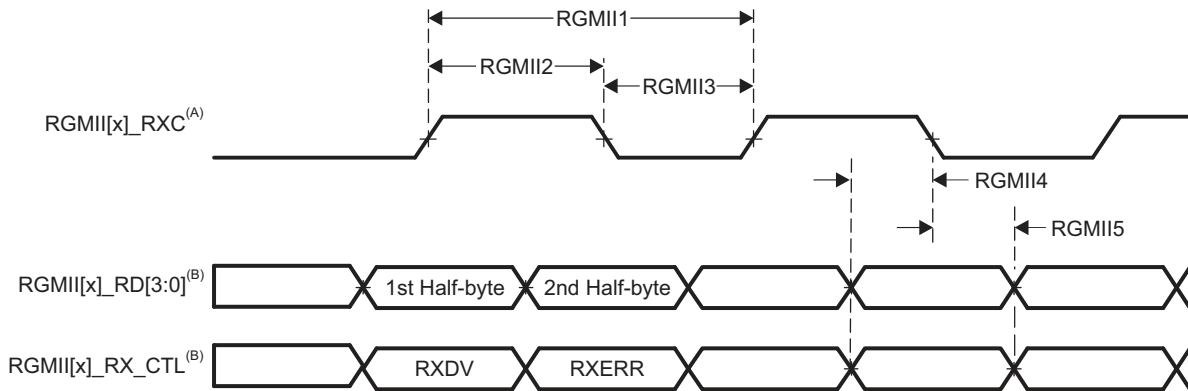 RGMII1
RGMII2
RGMII3
RGMII[x]_RXC(A)
RGMII4
RGMII5
RGMII[x]_RD[3:0](B)
1st Half-byte
2nd Half-byte
RGMII[x]_RX_CTL(B)
RXDV
RXERR